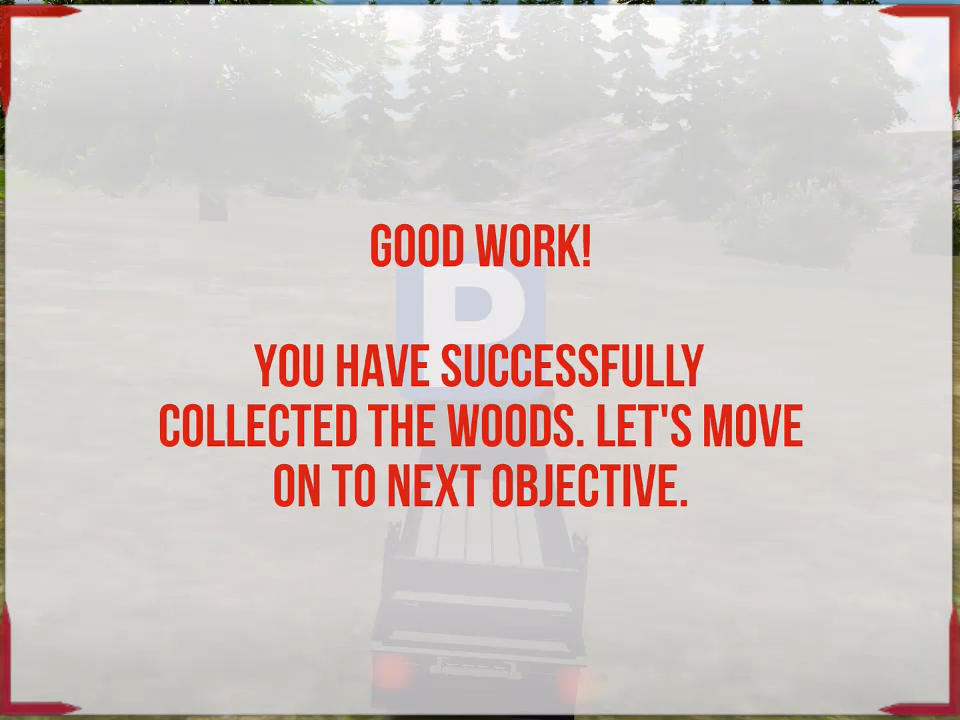 GOOD WORK!
P
YOU HAVE SUCCESSFULLY
COLLECTED THE WOODS. LET'S MOVE
ON TO NEXT OBJECTIVE.